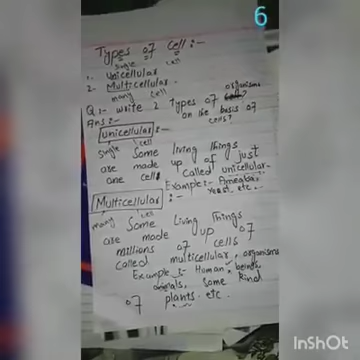 6
Types of Cell:-
single cell
1. Unicellular
2- Multicellular -
many cell
Q:- write 2 types of organisms
on the basis of
cells?
Ans:-
Unicellular:-
single cell
Some living things
are made up of just
one cell called unicellular.
Example:- Ameaba,
Yeast, etc.
Multicellular :-
many cell
Some Living things
are made up of
millions of cells
called multicellular organisms
Example :- Human beings,
animals, some kind
of plants etc.
InShOt